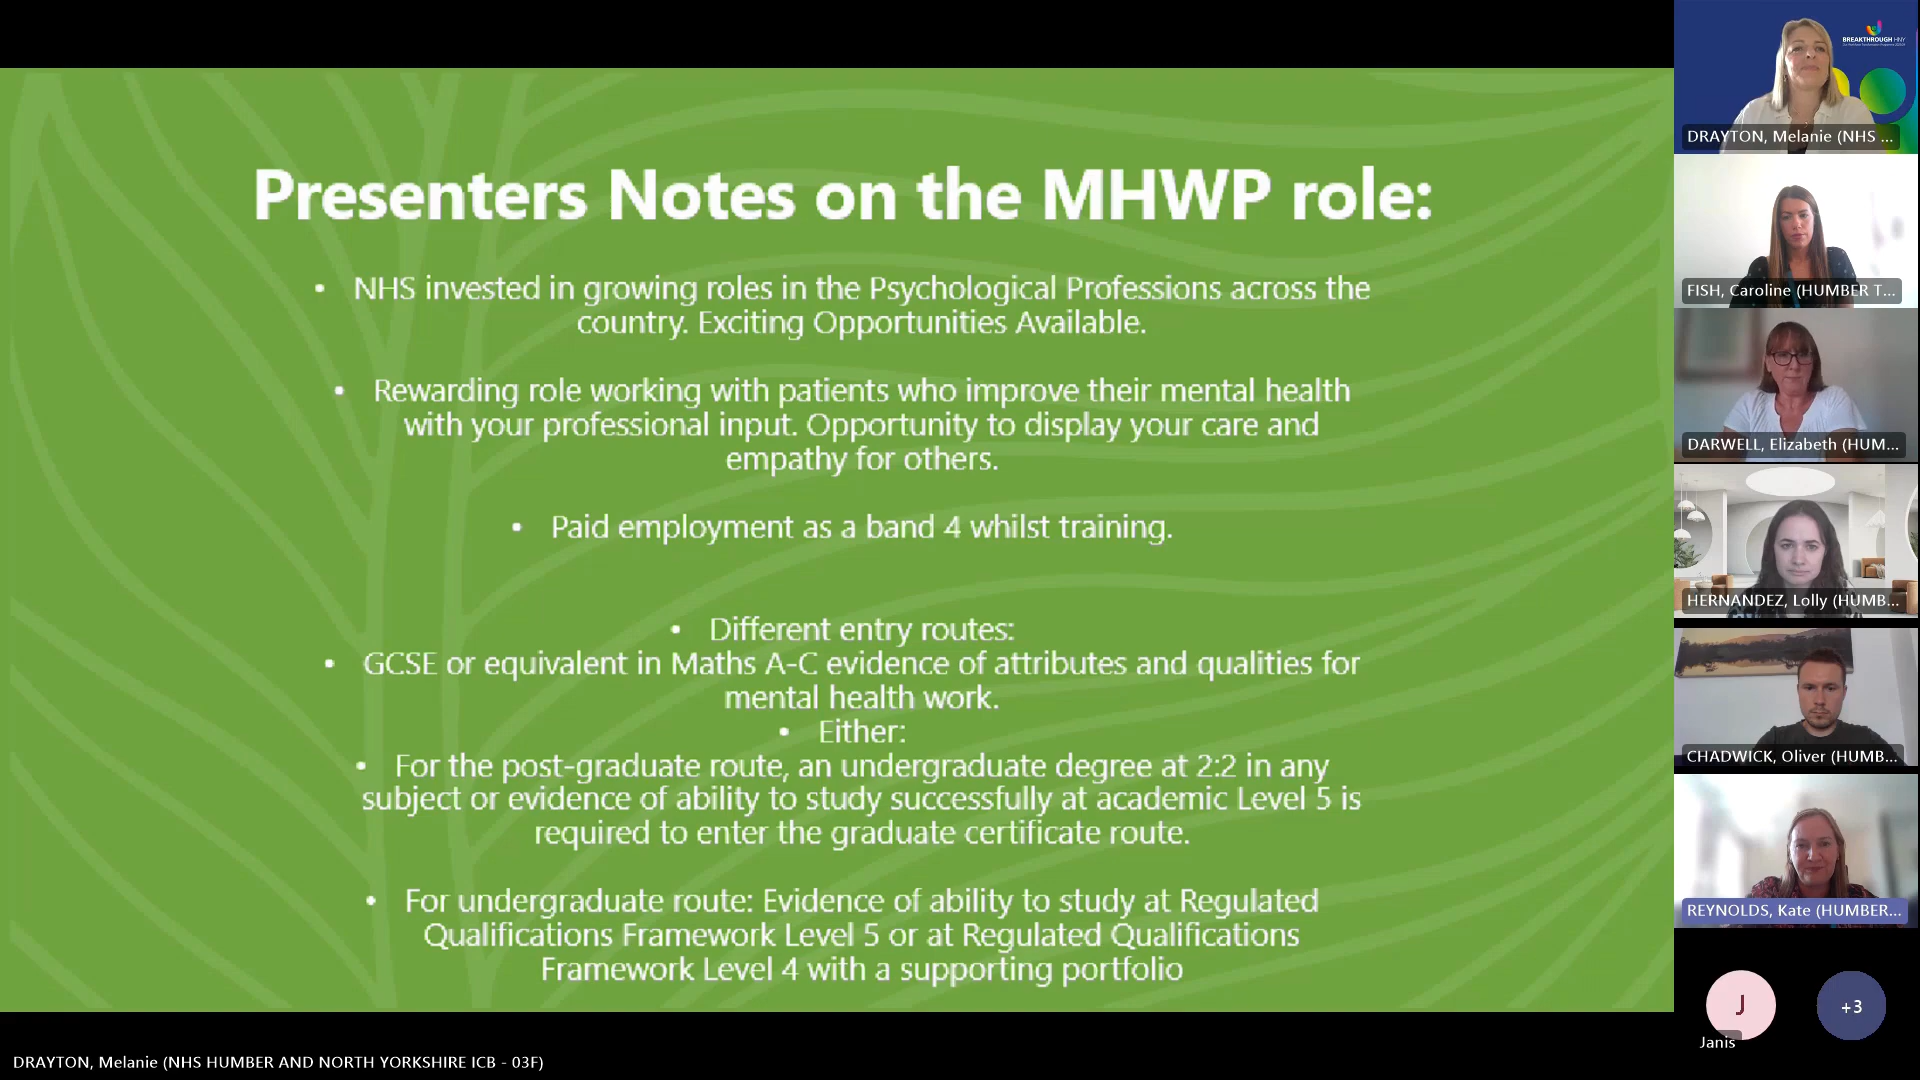 Presenters Notes on the MHWP role:
• NHS invested in growing roles in the Psychological Professions across the
country. Exciting Opportunities Available.
• Rewarding role working with patients who improve their mental health
with your professional input. Opportunity to display your care and
empathy for others.
• Paid employment as a band 4 whilst training.
• Different entry routes:
• GCSE or equivalent in Maths A-C evidence of attributes and qualities for
mental health work.
• Either:
• For the post-graduate route, an undergraduate degree at 2:2 in any
subject or evidence of ability to study successfully at academic Level 5 is
required to enter the graduate certificate route.
• For undergraduate route: Evidence of ability to study at Regulated
Qualifications Framework Level 5 or at Regulated Qualifications
Framework Level 4 with a supporting portfolio
BREAKTHROUGH HNY
DRAYTON, Melanie (NHS ...
FISH, Caroline (HUMBER T...
DARWELL, Elizabeth (HUM...
HERNANDEZ, Lolly (HUMB...
CHADWICK, Oliver (HUMB...
REYNOLDS, Kate (HUMBER...
J
Janis
+3
DRAYTON, Melanie (NHS HUMBER AND NORTH YORKSHIRE ICB - 03F)